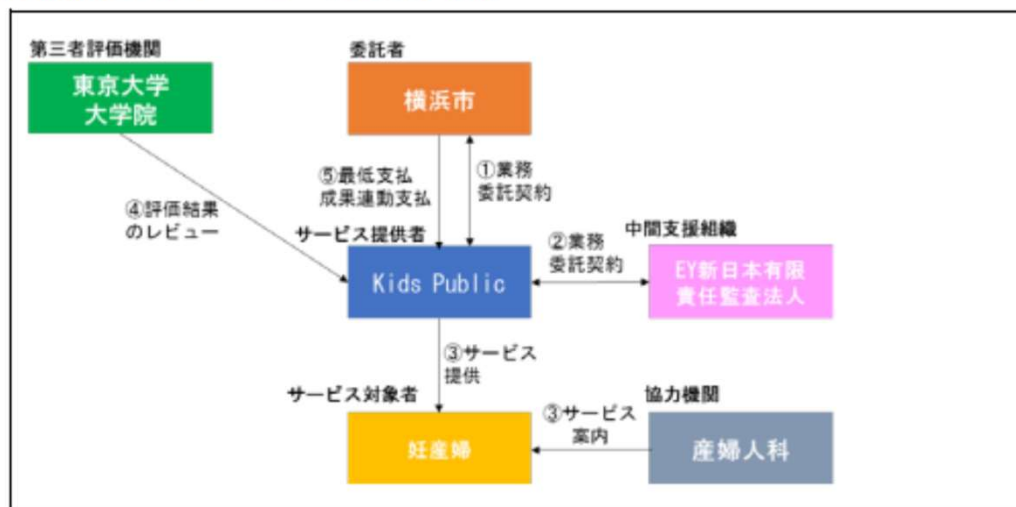 第三者評価機関
東京大学
大学院
委託者
横浜市
⑤最低支払
成果連動支払
①業務
委託契約
④評価結果
のレビュー
サービス提供者
Kids Public
②業務
委託契約
中間支援組織
EY新日本有限
責任監査法人
③サービス
提供
サービス対象者
妊産婦
③サービス
案内
協力機関
産婦人科